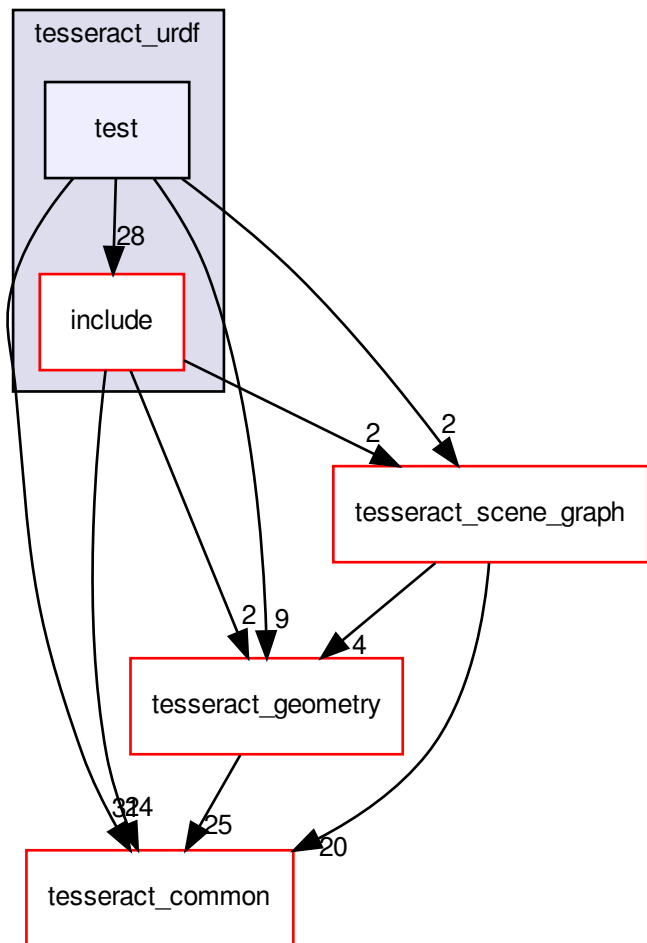 tesseract_urdf
test
28
include
2
2
tesseract_scene_graph
2
9
4
tesseract_geometry
25
20
tesseract_common